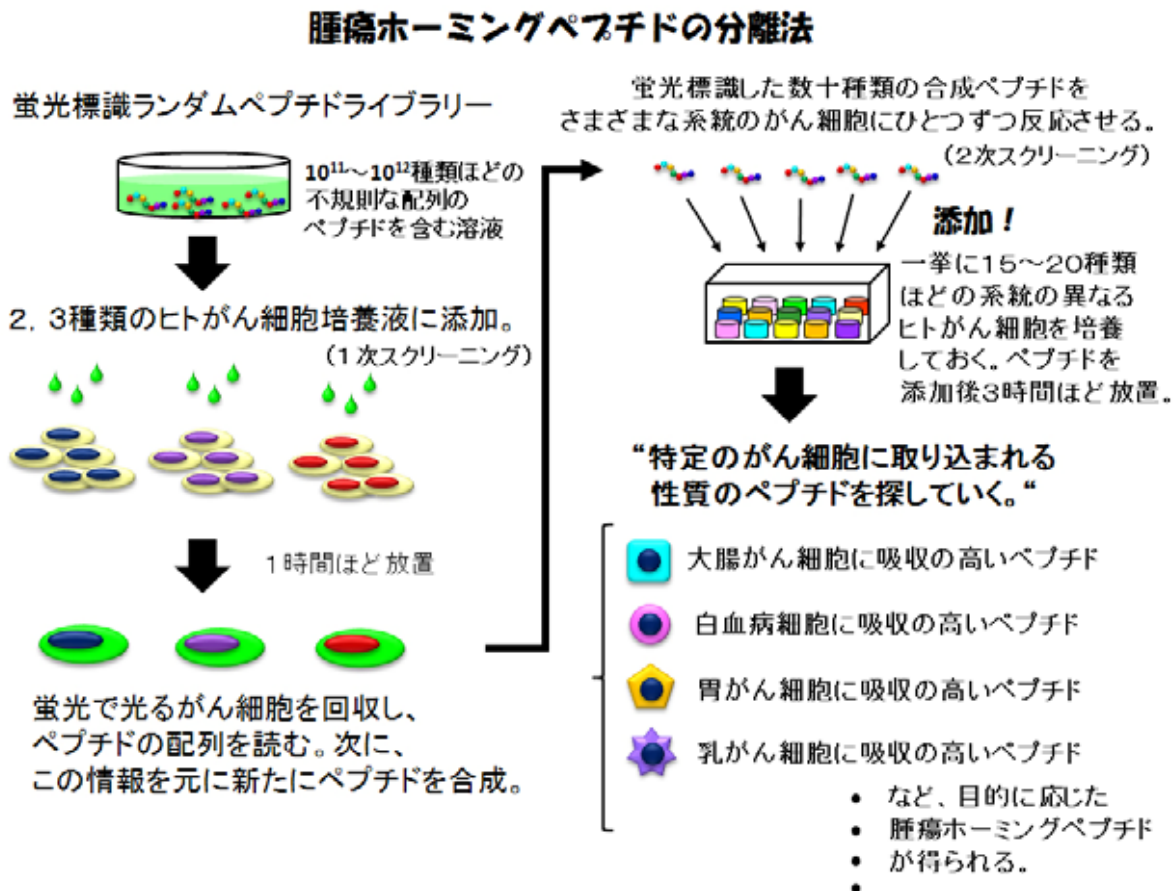 腫瘍ホーミングペプチドの分離法
蛍光標識ランダムペプチドライブラリー
10¹¹～10¹²種類ほどの
不規則な配列の
ペプチドを含む溶液
2，3種類のヒトがん細胞培養液に添加。
（1次スクリーニング）
1時間ほど放置
蛍光で光るがん細胞を回収し、
ペプチドの配列を読む。次に、
この情報を元に新たにペプチドを合成。
蛍光標識した数十種類の合成ペプチドを
さまざまな系統のがん細胞にひとつずつ反応させる。
（2次スクリーニング）
添加！
一挙に15～20種類
ほどの系統の異なる
ヒトがん細胞を培養
しておく。ペプチドを
添加後3時間ほど放置。
“特定のがん細胞に取り込まれる
性質のペプチドを探していく。“
大腸がん細胞に吸収の高いペプチド
白血病細胞に吸収の高いペプチド
胃がん細胞に吸収の高いペプチド
乳がん細胞に吸収の高いペプチド
• など、目的に応じた
• 腫瘍ホーミングペプチド
• が得られる。
•